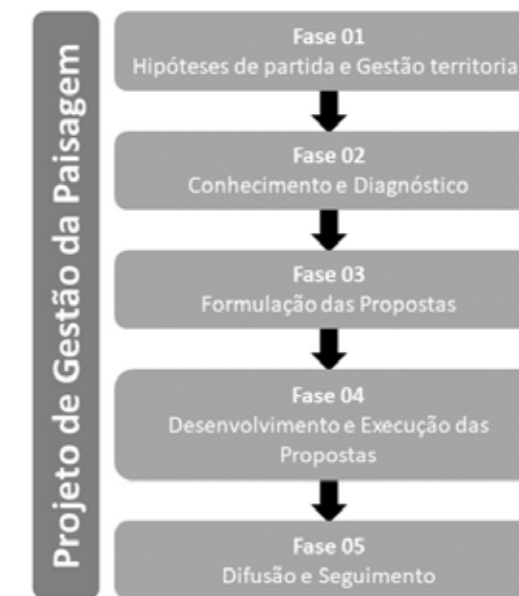 Projeto de Gestão da Paisagem
Fase 01
Hipóteses de partida e Gestão territoria
Fase 02
Conhecimento e Diagnóstico
Fase 03
Formulação das Propostas
Fase 04
Desenvolvimento e Execução das
Propostas
Fase 05
Difusão e Seguimento